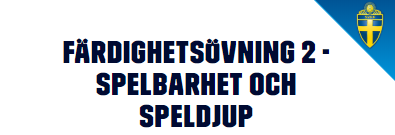 FÄRDIGHETSÖVNING 2 -
SPELBARHET OCH
SPELDJUP